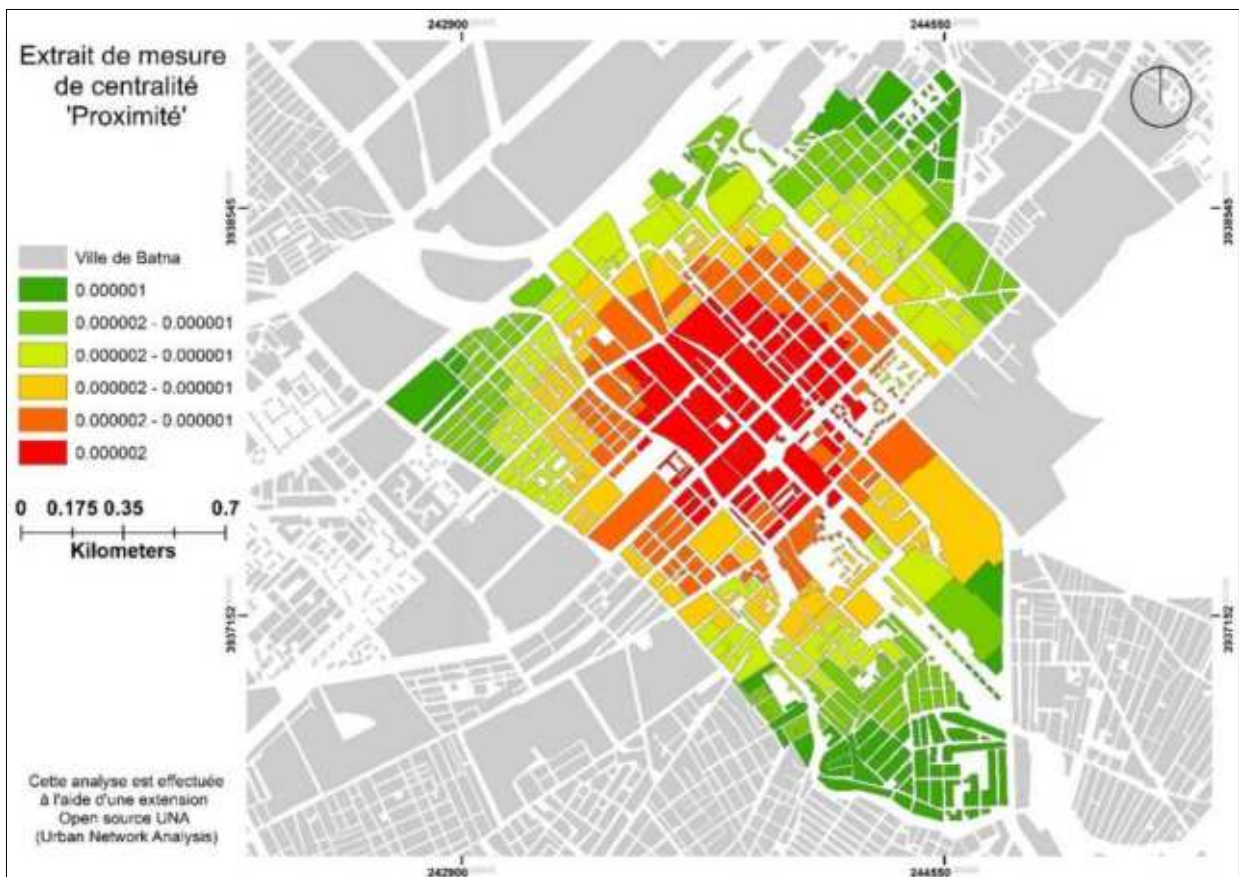 242900
244550
Extrait de mesure
de centralité
'Proximité'
3938545
3938545
Ville de Batna
0.000001
0.000002 - 0.000001
0.000002 - 0.000001
0.000002 - 0.000001
0.000002 - 0.000001
0.000002
0 0.175 0.35 0.7
Kilometers
3937152
3937152
Cette analyse est effectuée
à l'aide d'une extension
Open source UNA
(Urban Network Analysis)
242900
244550